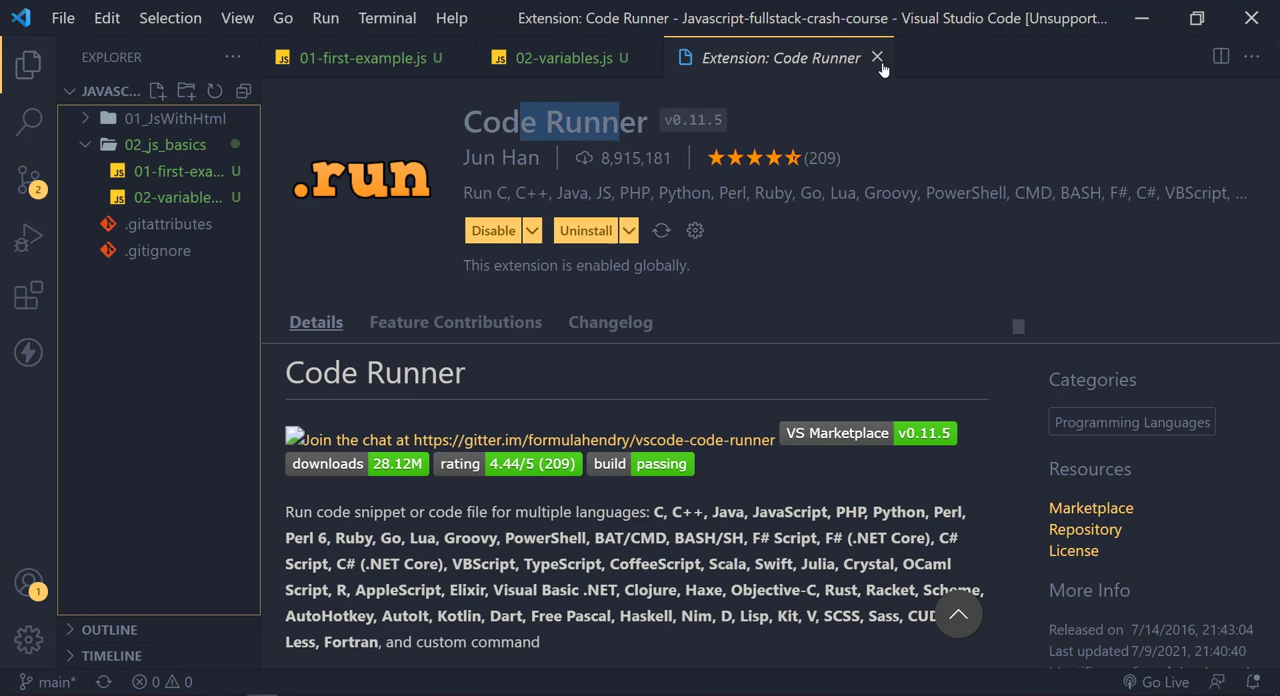 File Edit Selection View Go Run Terminal Help Extension: Code Runner - Javascript-fullstack-crash-course - Visual Studio Code [Unsupport...
EXPLORER
JS 01-first-example.js U
JS 02-variables.js U
Extension: Code Runner
JAVASC...
01_JsWithHtml
02_js_basics
JS 01-first-exa... U
JS 02-variable... U
.gitattributes
.gitignore
2
1
.run
Code Runner v0.11.5
Jun Han 8,915,181 (209)
Run C, C++, Java, JS, PHP, Python, Perl, Ruby, Go, Lua, Groovy, PowerShell, CMD, BASH, F#, C#, VBScript, ...
Disable Uninstall
This extension is enabled globally.
Details Feature Contributions Changelog
Code Runner
Join the chat at https://gitter.im/formulahendry/vscode-code-runner VS Marketplace v0.11.5
downloads 28.12M rating 4.44/5 (209) build passing
Run code snippet or code file for multiple languages: C, C++, Java, JavaScript, PHP, Python, Perl,
Perl 6, Ruby, Go, Lua, Groovy, PowerShell, BAT/CMD, BASH/SH, F# Script, F# (.NET Core), C#
Script, C# (.NET Core), VBScript, TypeScript, CoffeeScript, Scala, Swift, Julia, Crystal, OCaml
Script, R, AppleScript, Elixir, Visual Basic .NET, Clojure, Haxe, Objective-C, Rust, Racket, Scheme,
AutoHotkey, AutoIt, Kotlin, Dart, Free Pascal, Haskell, Nim, D, Lisp, Kit, V, SCSS, Sass, CUD
Less, Fortran, and custom command
Categories
Programming Languages
Resources
Marketplace
Repository
License
More Info
Released on 7/14/2016, 21:43:04
Last updated 7/9/2021, 21:40:40
OUTLINE
TIMELINE
main* 0 0 Go Live